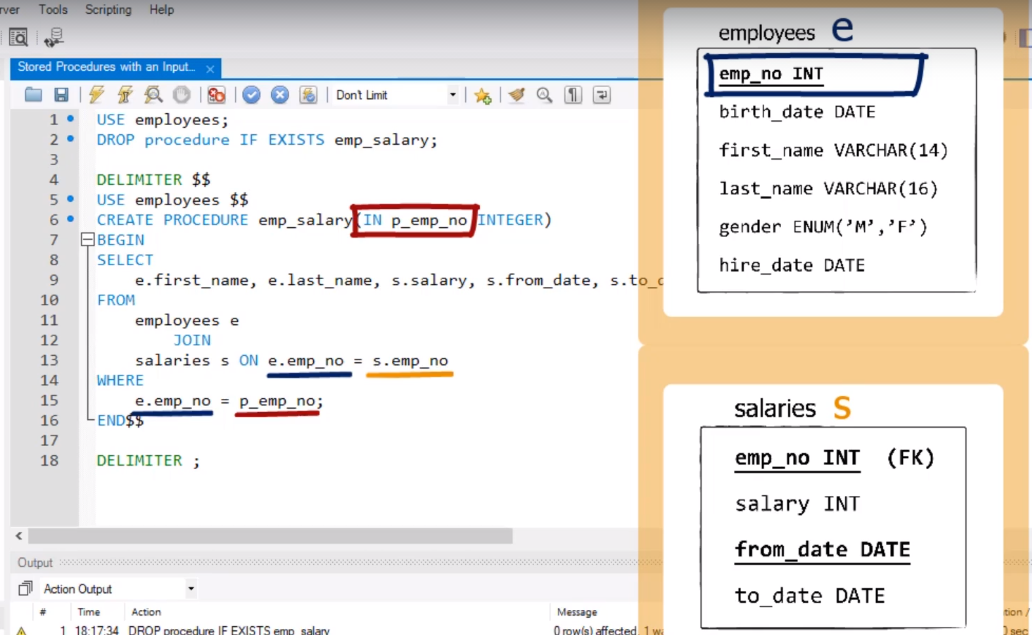 rver Tools Scripting Help
Stored Procedures with an Input... ×
Don't Limit
1 USE employees;
2 DROP procedure IF EXISTS emp_salary;
3
4 DELIMITER $$
5 USE employees $$
6 CREATE PROCEDURE emp_salary(IN p_emp_no INTEGER)
7 BEGIN
8 SELECT
9 e.first_name, e.last_name, s.salary, s.from_date, s.to_d
10 FROM
11 employees e
12 JOIN
13 salaries s ON e.emp_no = s.emp_no
14 WHERE
15 e.emp_no = p_emp_no;
16 END$$
17
18 DELIMITER ;
Output
Action Output
# Time Action Message
1 18:17:34 DROP procedure IF EXISTS emp_salary 0 row(s) affected, 1 wa
employees e
emp_no INT
birth_date DATE
first_name VARCHAR(14)
last_name VARCHAR(16)
gender ENUM('M','F')
hire_date DATE
salaries s
emp_no INT (FK)
salary INT
from_date DATE
to_date DATE